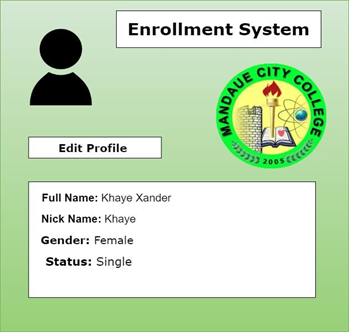 Enrollment System
MANDAUE CITY COLLEGE
2005
Edit Profile
Full Name: Khaye Xander
Nick Name: Khaye
Gender: Female
Status: Single